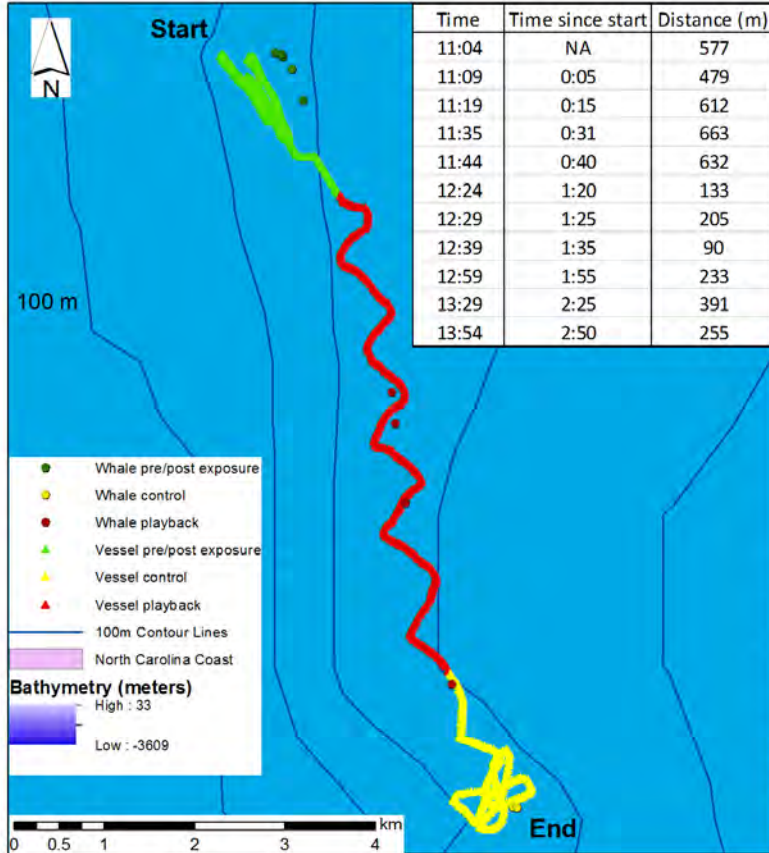 Start
N
Time Time since start Distance (m)
11:04 NA 577
11:09 0:05 479
11:19 0:15 612
11:35 0:31 663
11:44 0:40 632
12:24 1:20 133
12:29 1:25 205
12:39 1:35 90
12:59 1:55 233
13:29 2:25 391
13:54 2:50 255
100 m
Whale pre/post exposure
Whale control
Whale playback
Vessel pre/post exposure
Vessel control
Vessel playback
100m Contour Lines
North Carolina Coast
Bathymetry (meters)
High : 33
Low : -3609
End
km
0 0.5 1 2 3 4